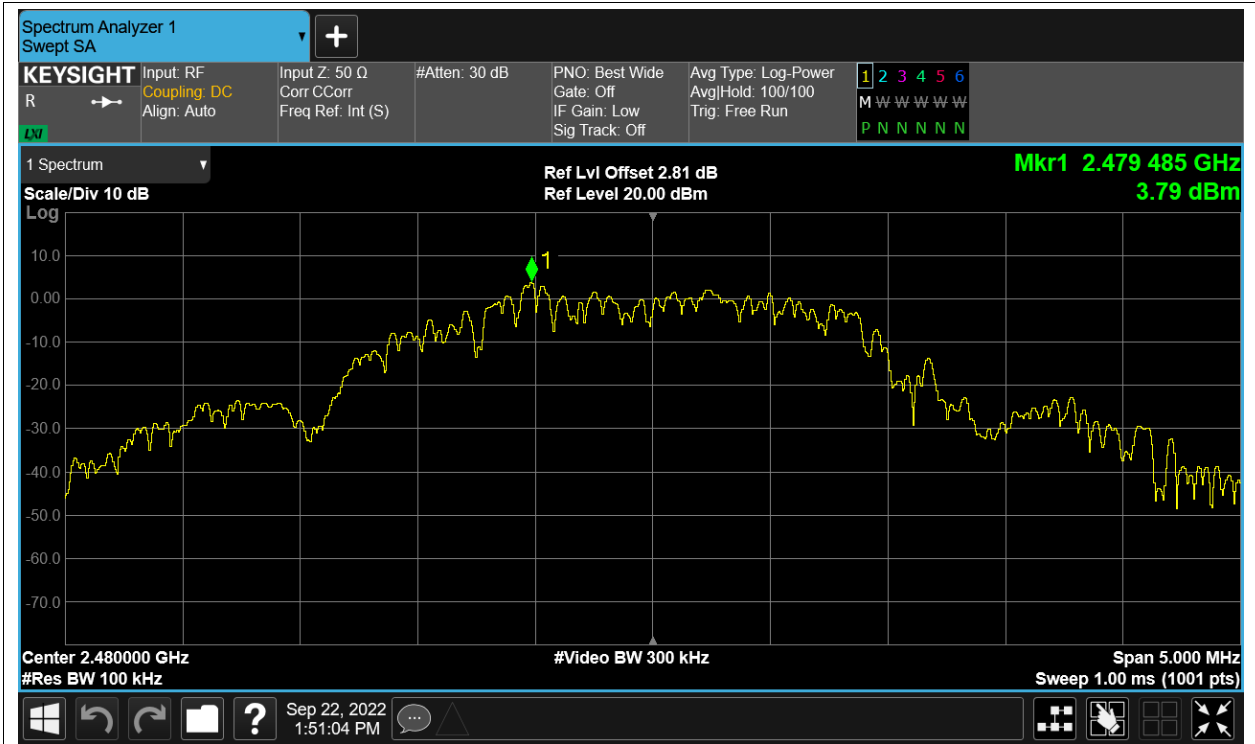 Spectrum Analyzer 1
Swept SA
+
KEYSIGHT
R
LXI
Input: RF
Coupling: DC
Align: Auto
Input Z: 50 Ω
Corr CCorr
Freq Ref: Int (S)
#Atten: 30 dB
PNO: Best Wide
Gate: Off
IF Gain: Low
Sig Track: Off
Avg Type: Log-Power
Avg|Hold: 100/100
Trig: Free Run
1 2 3 4 5 6
M W W W W W
P N N N N N
1 Spectrum
Scale/Div 10 dB
Ref Lvl Offset 2.81 dB
Ref Level 20.00 dBm
Mkr1 2.479 485 GHz
3.79 dBm
Log
1
10.0
0.00
-10.0
-20.0
-30.0
-40.0
-50.0
-60.0
-70.0
Center 2.480000 GHz
#Res BW 100 kHz
#Video BW 300 kHz
Span 5.000 MHz
Sweep 1.00 ms (1001 pts)
?
Sep 22, 2022
1:51:04 PM